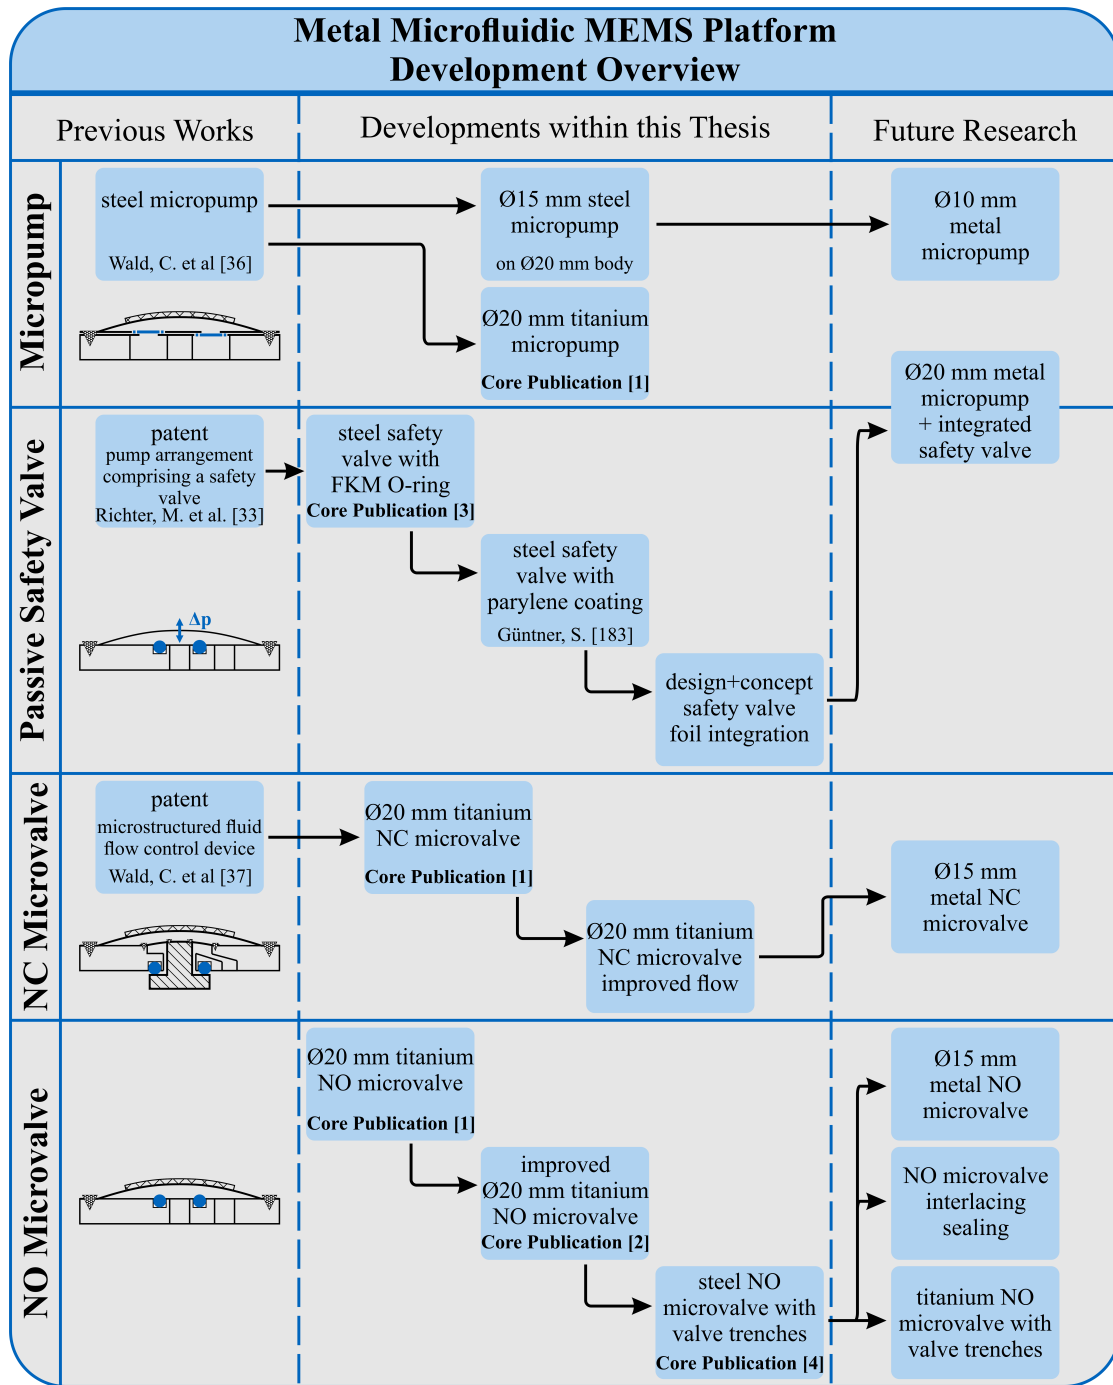 Metal Microfluidic MEMS Platform
Development Overview
Previous Works
Developments within this Thesis
Future Research
Micropump
steel micropump
Wald, C. et al [36]
Ø15 mm steel
micropump
on Ø20 mm body
Ø10 mm
metal
micropump
Ø20 mm titanium
micropump
Core Publication [1]
Ø20 mm metal
micropump
+ integrated
safety valve
Passive Safety Valve
patent
pump arrangement
comprising a safety
valve
Richter, M. et al. [33]
steel safety
valve with
FKM O-ring
Core Publication [3]
steel safety
valve with
parylene coating
Güntner, S. [183]
Δp
design+concept
safety valve
foil integration
NC Microvalve
patent
microstructured fluid
flow control device
Wald, C. et al [37]
Ø20 mm titanium
NC microvalve
Core Publication [1]
Ø20 mm titanium
NC microvalve
improved flow
Ø15 mm
metal NC
microvalve
NO Microvalve
Ø20 mm titanium
NO microvalve
Core Publication [1]
improved
Ø20 mm titanium
NO microvalve
Core Publication [2]
steel NO
microvalve with
valve trenches
Core Publication [4]
Ø15 mm
metal NO
microvalve
NO microvalve
interlacing
sealing
titanium NO
microvalve with
valve trenches